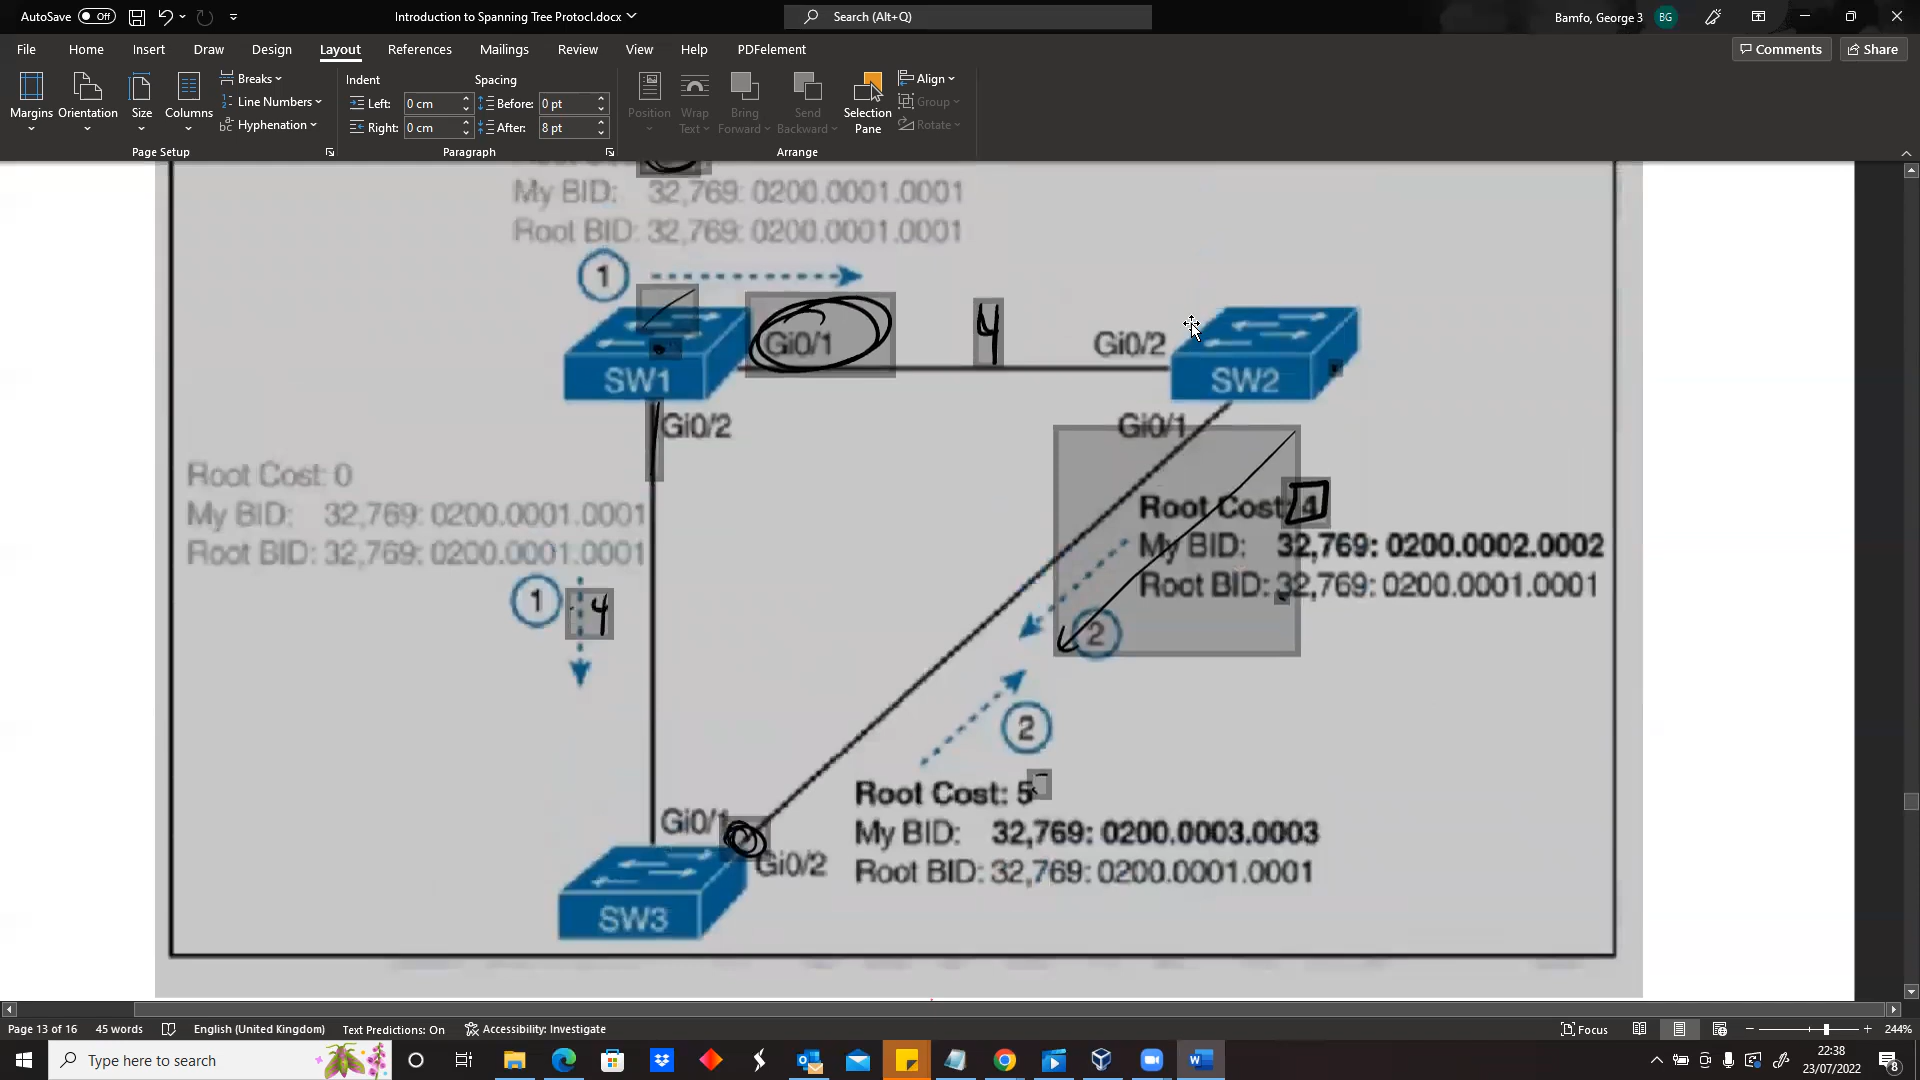 AutoSave Off Introduction to Spanning Tree Protocl.docx Search (Alt+Q) Bamfo, George 3 BG
File Home Insert Draw Design Layout References Mailings Review View Help PDFelement Comments Share
Margins Orientation Size Columns
Breaks
Line Numbers
Hyphenation
Page Setup
Indent Spacing
Left: 0 cm Before: 0 pt
Right: 0 cm After: 8 pt
Paragraph
Position Wrap Text Bring Forward Send Backward Selection Pane
Align
Group
Rotate
Arrange
My BID: 32,769: 0200.0001.0001
Root BID: 32,769: 0200.0001.0001
1
Gi0/1 4 Gi0/2
SW1 SW2
Gi0/2 Gi0/1
Root Cost: 0
My BID: 32,769: 0200.0001.0001
Root BID: 32,769: 0200.0001.0001
Root Cost: 4
My BID: 32,769: 0200.0002.0002
Root BID: 32,769: 0200.0001.0001
1 4
2
2
Root Cost: 5
My BID: 32,769: 0200.0003.0003
Root BID: 32,769: 0200.0001.0001
Gi0/1
Gi0/2
SW3
Page 13 of 16 45 words English (United Kingdom) Text Predictions: On Accessibility: Investigate Focus 244%
Type here to search
22:38
23/07/2022
8